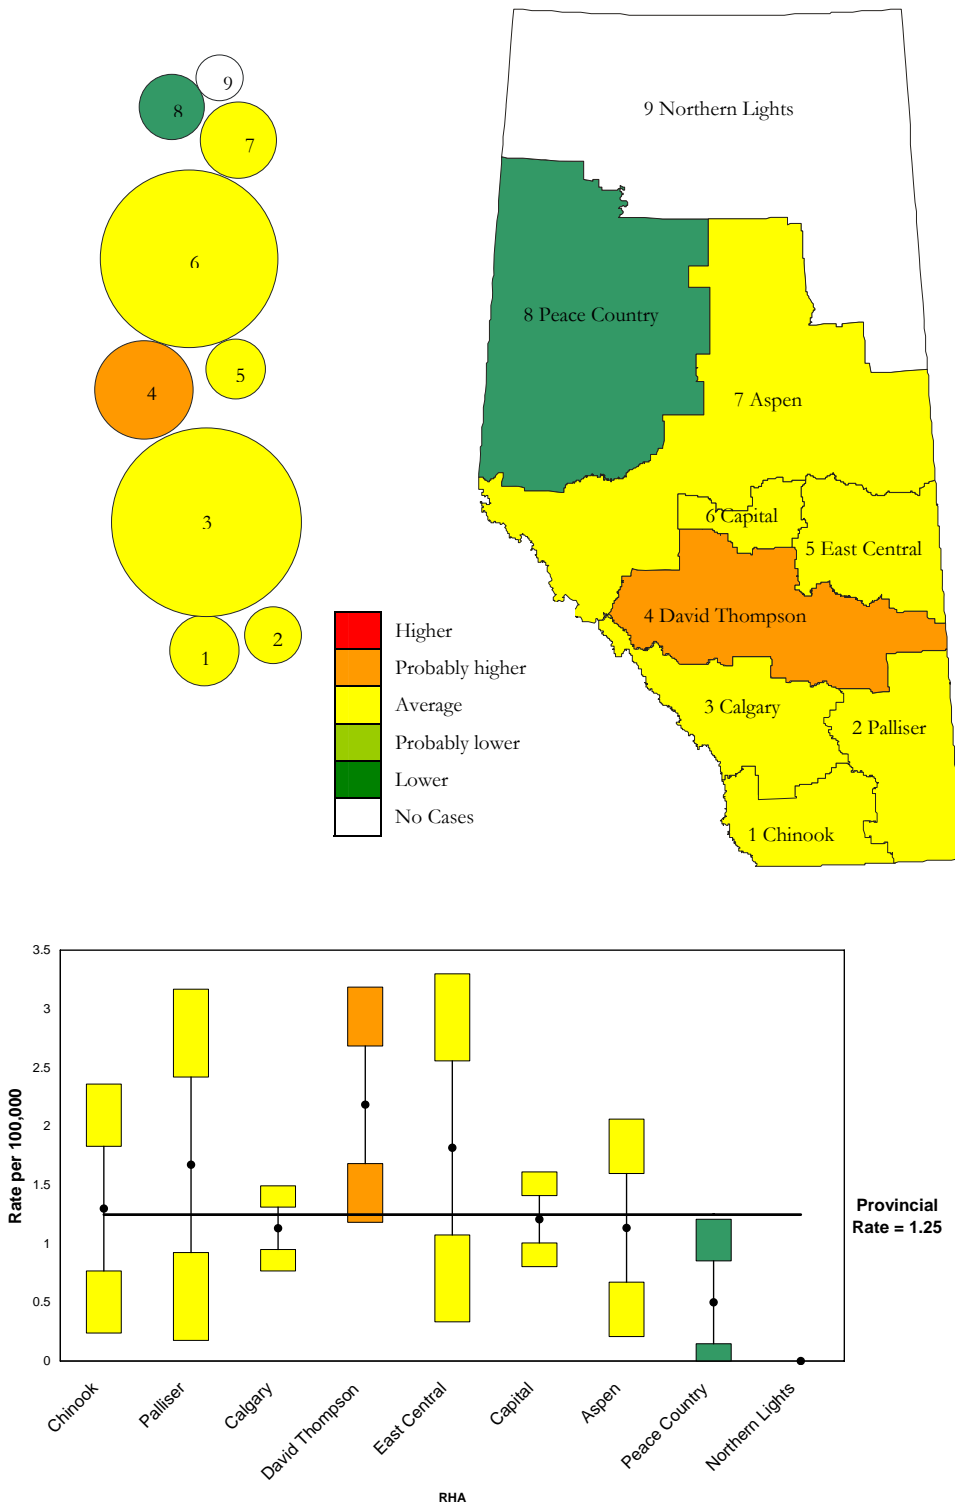 9
8
7
6
5
4
3
2
1
9 Northern Lights
8 Peace Country
7 Aspen
6 Capital
5 East Central
4 David Thompson
3 Calgary
2 Palliser
1 Chinook
Higher
Probably higher
Average
Probably lower
Lower
No Cases
3.5
3
2.5
2
1.5
1
0.5
0
Rate per 100,000
Provincial
Rate = 1.25
Chinook
Palliser
Calgary
David Thompson
East Central
Capital
Aspen
Peace Country
Northern Lights
RHA